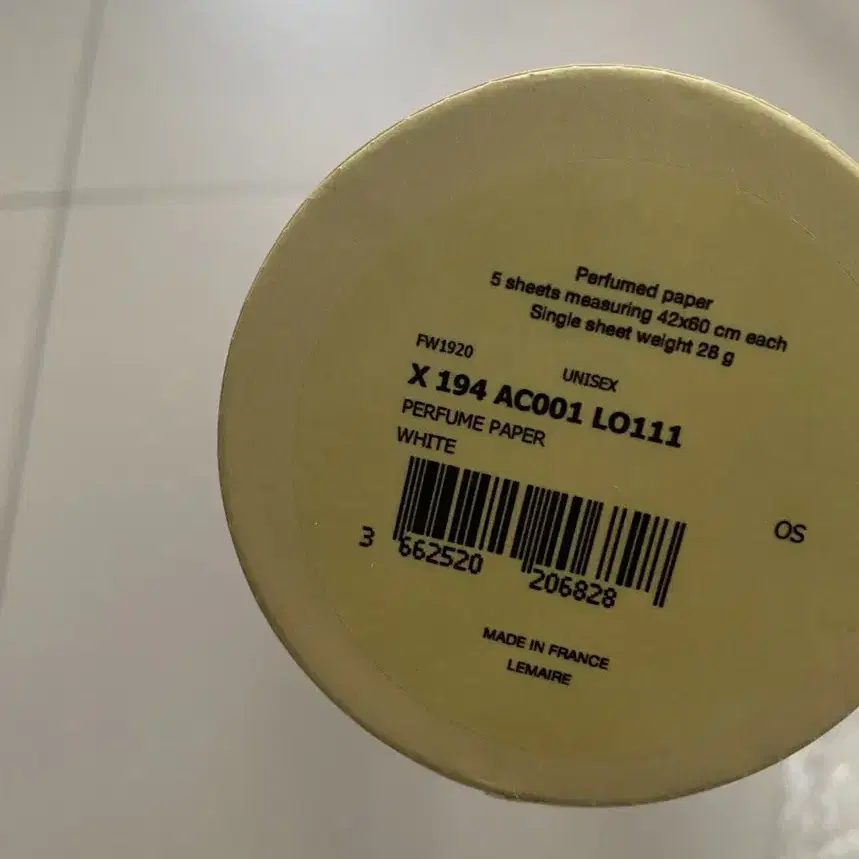 Perfumed paper
5 sheets measuring 42x60 cm each
Single sheet weight 28 g
FW1920
UNISEX
X 194 AC001 LO111
PERFUME PAPER
WHITE
OS
3 662520 206828
MADE IN FRANCE
LEMAIRE